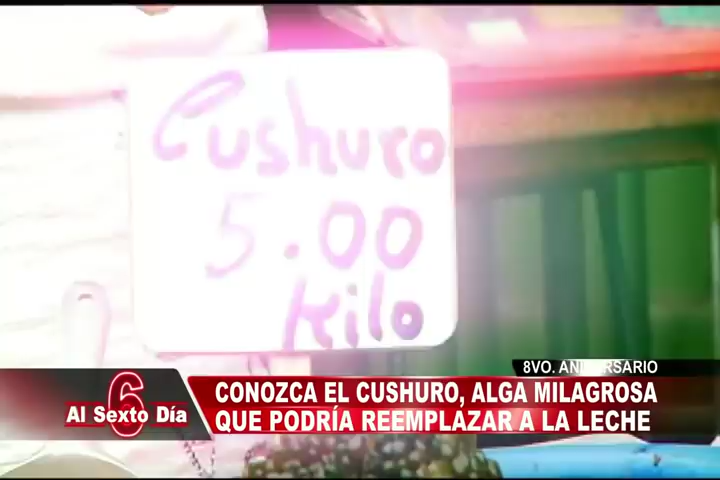 Cushuro
5.00
Kilo
8VO. ANIVERSARIO
6
Al Sexto Día
CONOZCA EL CUSHURO, ALGA MILAGROSA
QUE PODRÍA REEMPLAZAR A LA LECHE